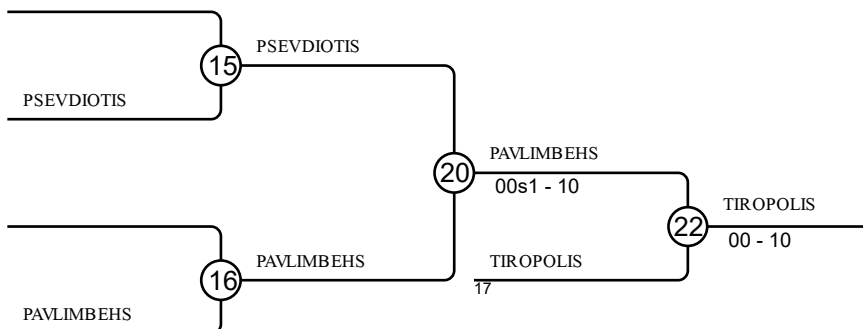 PSEVDIOTIS
15
PSEVDIOTIS
PAVLIMBEHS
20
00s1 - 10
TIROPOLIS
22
00 - 10
PAVLIMBEHS
TIROPOLIS
16
17
PAVLIMBEHS